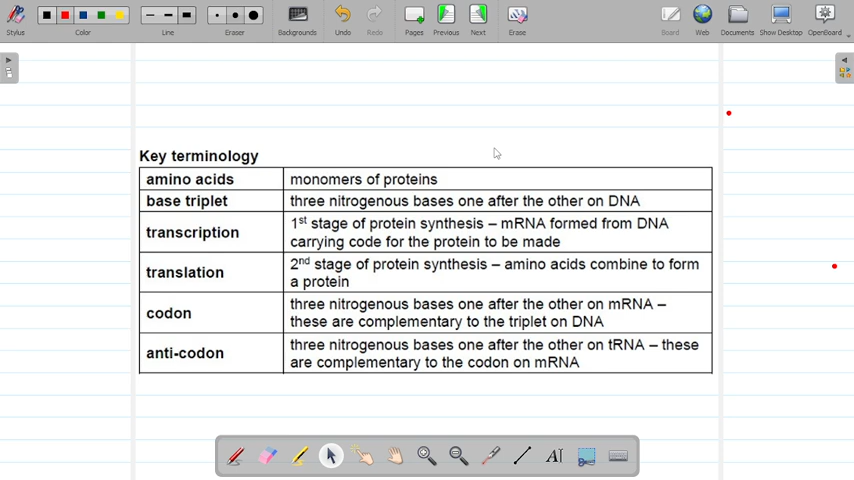 Stylus
Color
Line
Eraser
Backgrounds
Undo
Redo
Pages
Previous
Next
Erase
Board
Web
Documents
Show Desktop
OpenBoard
Key terminology
amino acids
monomers of proteins
base triplet
three nitrogenous bases one after the other on DNA
transcription
1st stage of protein synthesis – mRNA formed from DNA
carrying code for the protein to be made
translation
2nd stage of protein synthesis – amino acids combine to form
a protein
codon
three nitrogenous bases one after the other on mRNA –
these are complementary to the triplet on DNA
anti-codon
three nitrogenous bases one after the other on tRNA – these
are complementary to the codon on mRNA